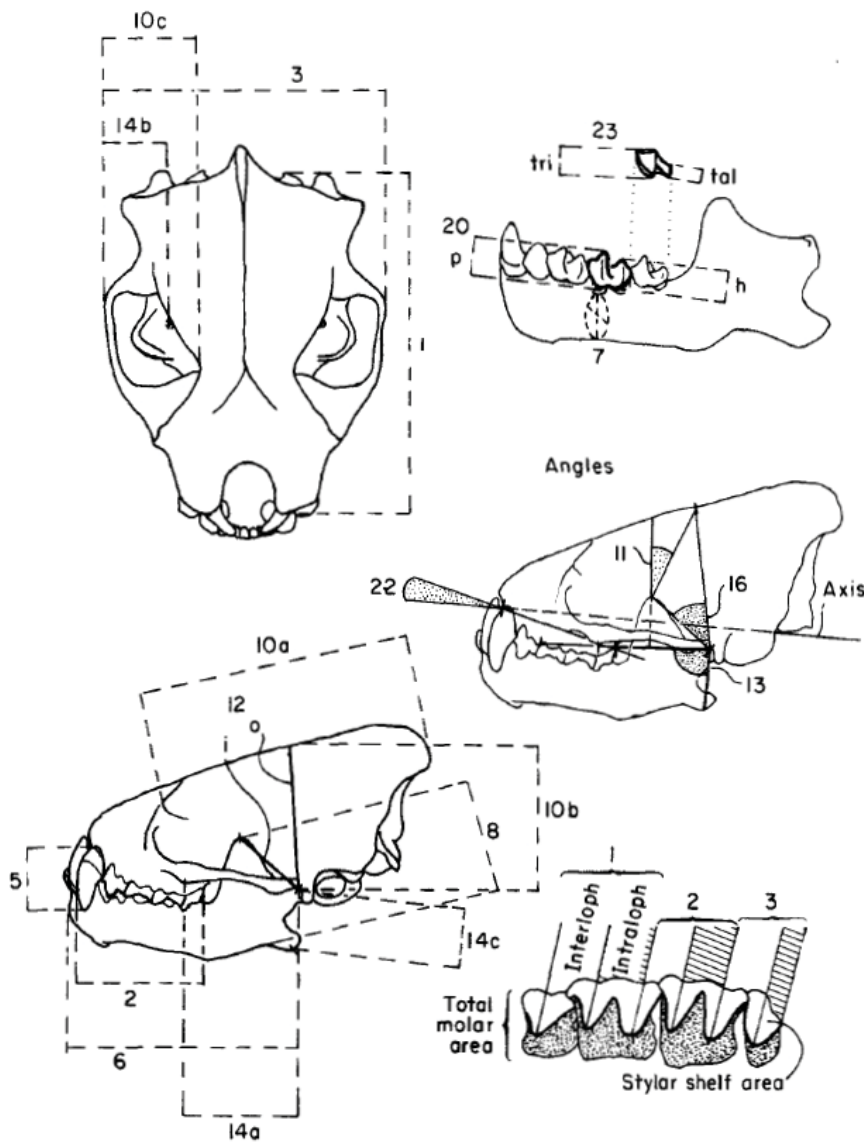 10c
3
14b
1
23
tri
tal
20
p
h
7
Angles
11
22
16
Axis
13
10a
12
i
o
10b
8
5
14c
2
6
14a
1
Interloph
Intraloph
2
3
Total
molar
area
Stylar shelf area